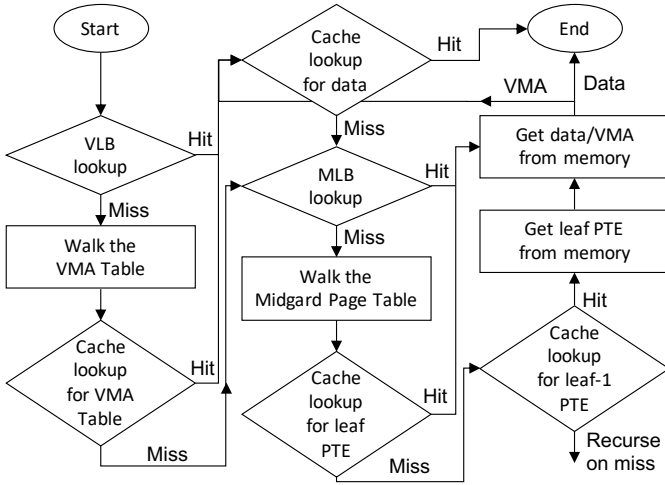 Start
VLB
lookup
Hit
Miss
Walk the
VMA Table
Cache
lookup
for VMA
Table
Hit
Miss
Cache
lookup
for data
Hit
Miss
MLB
lookup
Hit
Miss
Walk the
Midgard Page Table
Cache
lookup
for leaf
PTE
Hit
Miss
End
VMA
Data
Get data/VMA
from memory
Get leaf PTE
from memory
Hit
Cache
lookup
for leaf-1
PTE
Recurse
on miss